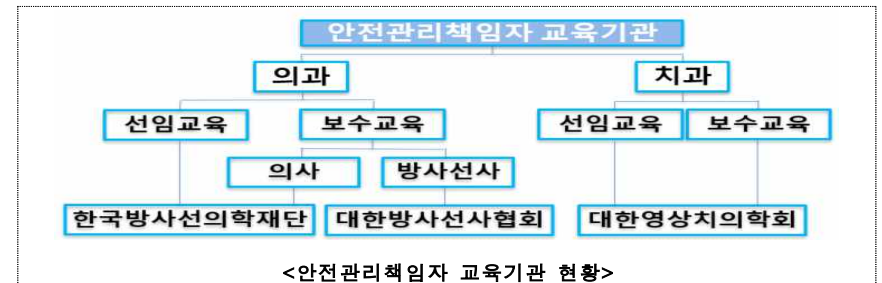 안전관리책임자 교육기관
의과 치과
선임교육 보수교육 선임교육 보수교육
의사 방사선사
한국방사선의학재단 대한방사선사협회 대한영상치의학회
<안전관리책임자 교육기관 현황>